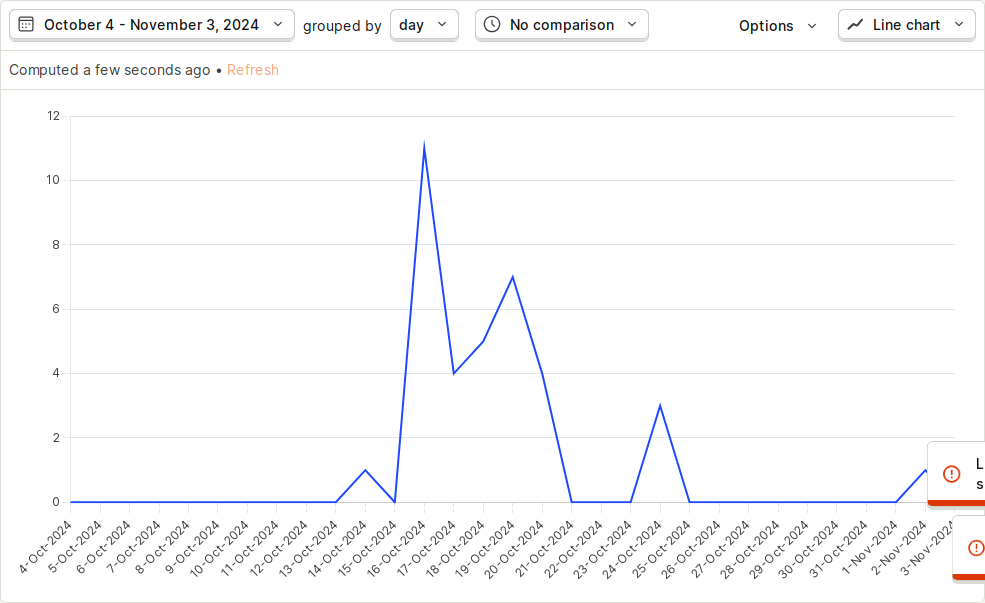 October 4 - November 3, 2024 grouped by day No comparison Options Line chart
Computed a few seconds ago • Refresh
12
10
8
6
4
2
0
L
s
4-Oct-2024
5-Oct-2024
6-Oct-2024
7-Oct-2024
8-Oct-2024
9-Oct-2024
10-Oct-2024
11-Oct-2024
12-Oct-2024
13-Oct-2024
14-Oct-2024
15-Oct-2024
16-Oct-2024
17-Oct-2024
18-Oct-2024
19-Oct-2024
20-Oct-2024
21-Oct-2024
22-Oct-2024
23-Oct-2024
24-Oct-2024
25-Oct-2024
26-Oct-2024
27-Oct-2024
28-Oct-2024
29-Oct-2024
30-Oct-2024
31-Oct-2024
1-Nov-2024
2-Nov-2024
3-Nov-202